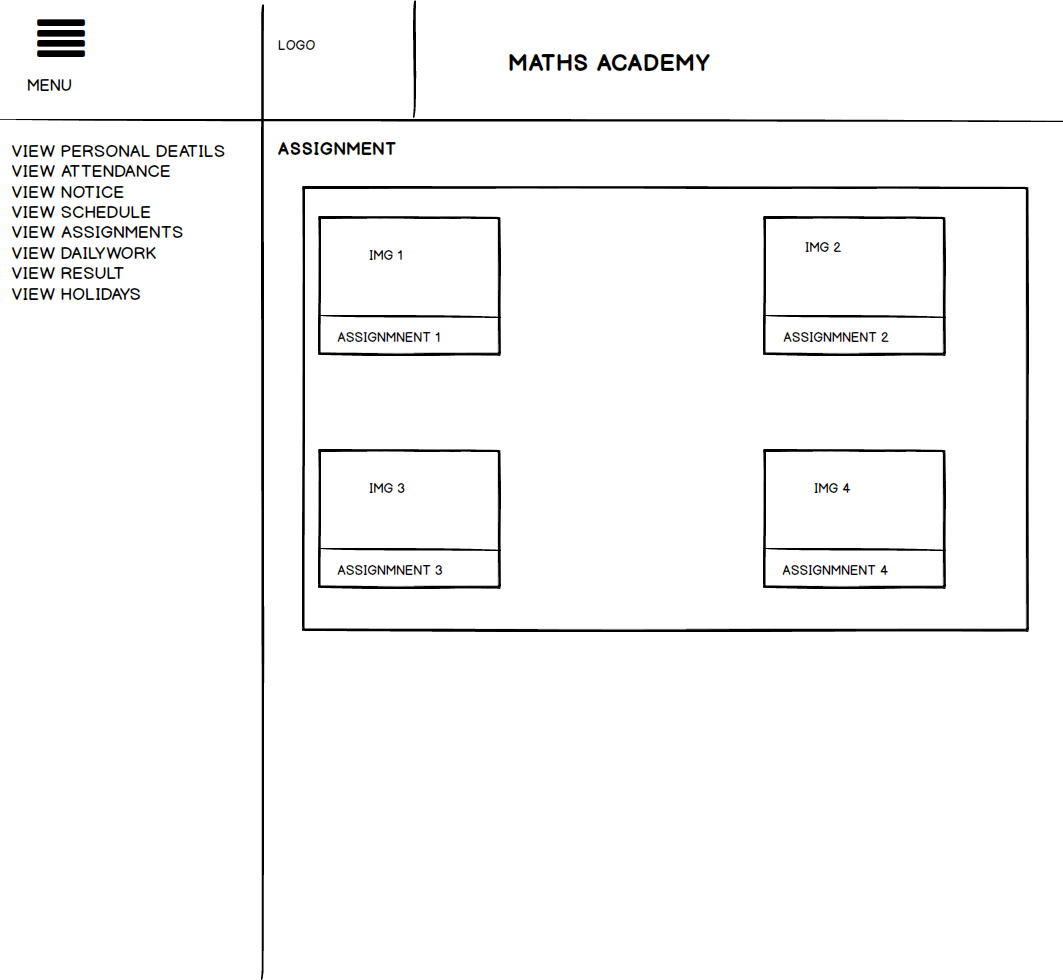 MENU
LOGO
MATHS ACADEMY
VIEW PERSONAL DEATILS
VIEW ATTENDANCE
VIEW NOTICE
VIEW SCHEDULE
VIEW ASSIGNMENTS
VIEW DAILYWORK
VIEW RESULT
VIEW HOLIDAYS
ASSIGNMENT
IMG 1
ASSIGNMNENT 1
IMG 2
ASSIGNMNENT 2
IMG 3
ASSIGNMNENT 3
IMG 4
ASSIGNMNENT 4